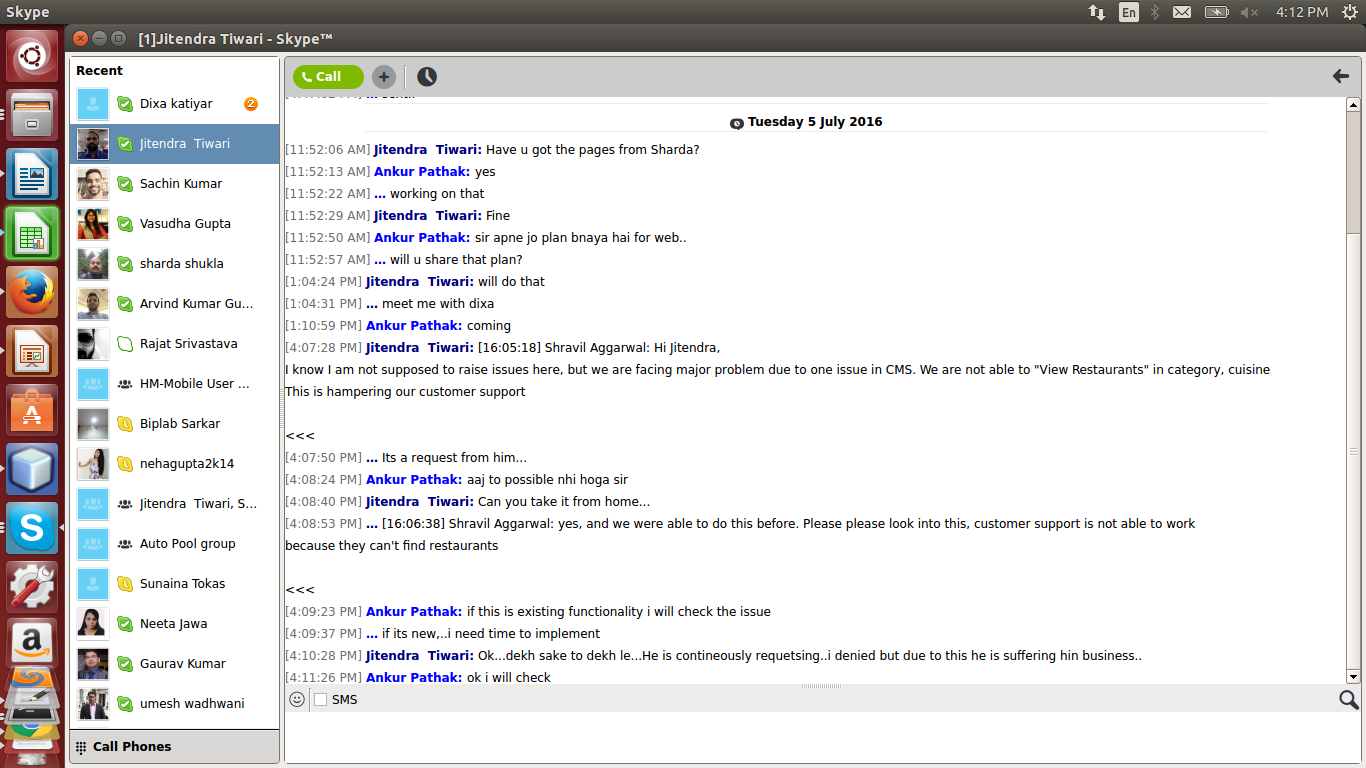 Skype
En
4:12 PM
[1]Jitendra Tiwari - Skype™
Recent
Dixa katiyar
2
Jitendra  Tiwari
Sachin Kumar
Vasudha Gupta
sharda shukla
Arvind Kumar Gu...
Rajat Srivastava
HM-Mobile User ...
Biplab Sarkar
nehagupta2k14
Jitendra  Tiwari, S...
Auto Pool group
Sunaina Tokas
Neeta Jawa
Gaurav Kumar
umesh wadhwani
Call Phones
Call
Tuesday 5 July 2016
[11:52:06 AM] Jitendra  Tiwari: Have u got the pages from Sharda?
[11:52:13 AM] Ankur Pathak: yes
[11:52:22 AM] ... working on that
[11:52:29 AM] Jitendra  Tiwari: Fine
[11:52:50 AM] Ankur Pathak: sir apne jo plan bnaya hai for web..
[11:52:57 AM] ... will u share that plan?
[1:04:24 PM] Jitendra  Tiwari: will do that
[1:04:31 PM] ... meet me with dixa
[1:10:59 PM] Ankur Pathak: coming
[4:07:28 PM] Jitendra  Tiwari: [16:05:18] Shravil Aggarwal: Hi Jitendra,
I know I am not supposed to raise issues here, but we are facing major problem due to one issue in CMS. We are not able to "View Restaurants" in category, cuisine
This is hampering our customer support
<<<
[4:07:50 PM] ... Its a request from him...
[4:08:24 PM] Ankur Pathak: aaj to possible nhi hoga sir
[4:08:40 PM] Jitendra  Tiwari: Can you take it from home...
[4:08:53 PM] ... [16:06:38] Shravil Aggarwal: yes, and we were able to do this before. Please please look into this, customer support is not able to work
because they can't find restaurants
<<<
[4:09:23 PM] Ankur Pathak: if this is existing functionality i will check the issue
[4:09:37 PM] ... if its new,..i need time to implement
[4:10:28 PM] Jitendra  Tiwari: Ok...dekh sake to dekh le...He is contineously requetsing..i denied but due to this he is suffering hin business..
[4:11:26 PM] Ankur Pathak: ok i will check
SMS